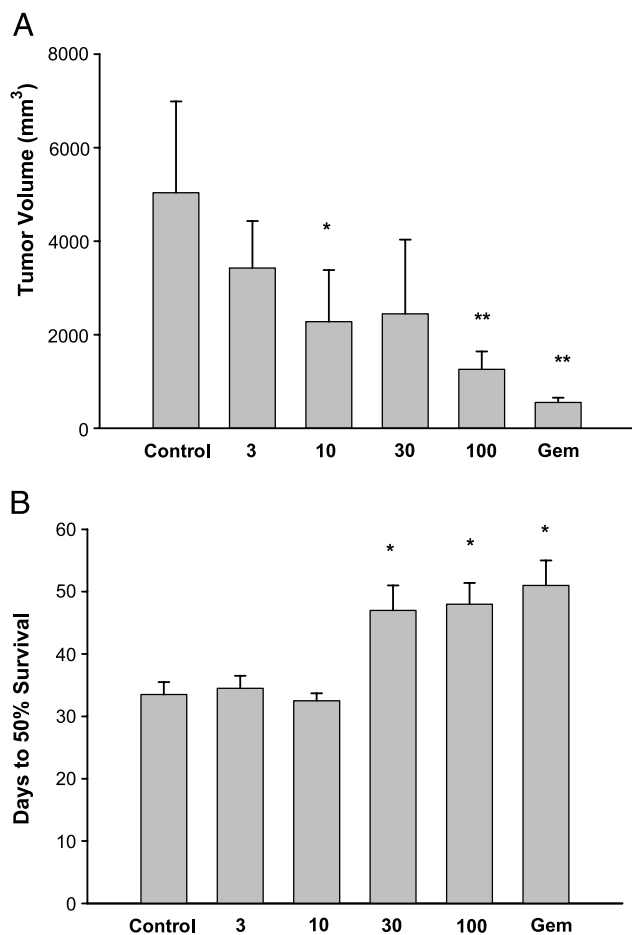 A
8000
6000
4000
2000
0
Tumor Volume (mm³)
*
**
**
Control 3 10 30 100 Gem
B
60
50
40
30
20
10
0
Days to 50% Survival
* * *
Control 3 10 30 100 Gem